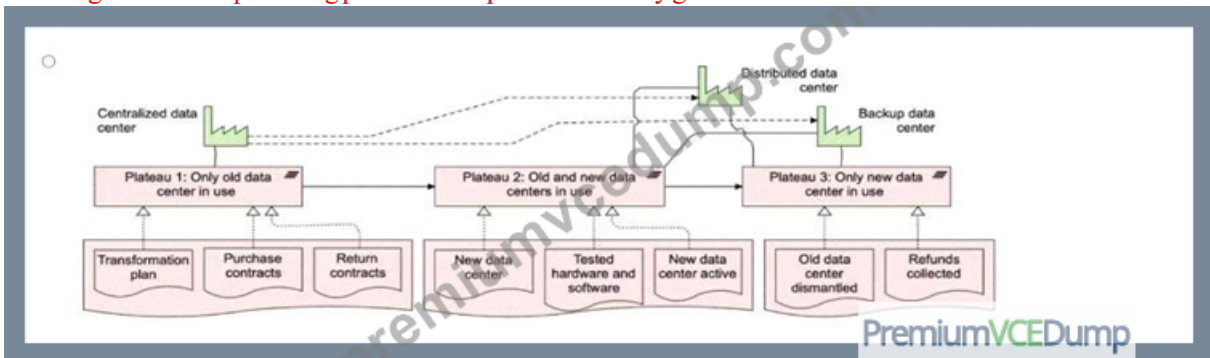 Distributed data
center
Centralized data
center
Backup data
center
Plateau 1: Only old data
center in use
Plateau 2: Old and new data
centers in use
Plateau 3: Only new data
center in use
Transformation
plan
Purchase
contracts
Return
contracts
New data
center
Tested
hardware and
software
New data
center active
Old data
center
dismantled
Refunds
collected
premiumvcedump.com
PremiumVCEDump